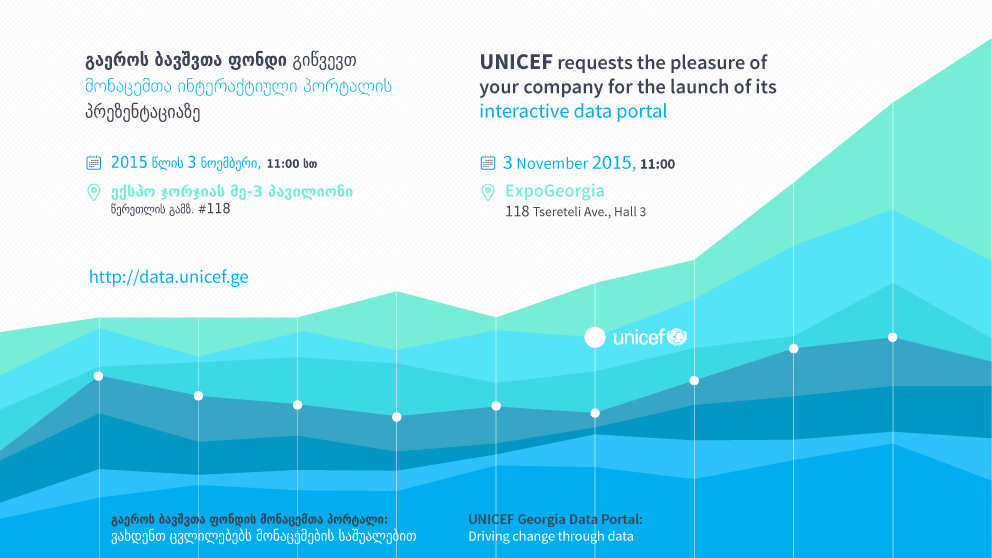 გაეროს ბავშვთა ფონდი გიწვევთ
მონაცემთა ინტერაქტიული პორტალის
პრეზენტაციაზე
2015 წლის 3 ნოემბერი, 11:00 სთ
ექსპო ჯორჯიას მე-3 პავილიონი
წერეთლის გამზ. #118
http://data.unicef.ge
UNICEF requests the pleasure of
your company for the launch of its
interactive data portal
3 November 2015, 11:00
ExpoGeorgia
118 Tsereteli Ave., Hall 3
unicef
გაეროს ბავშვთა ფონდის მონაცემთა პორტალი:
ვახდენთ ცვლილებებს მონაცემების საშუალებით
UNICEF Georgia Data Portal:
Driving change through data